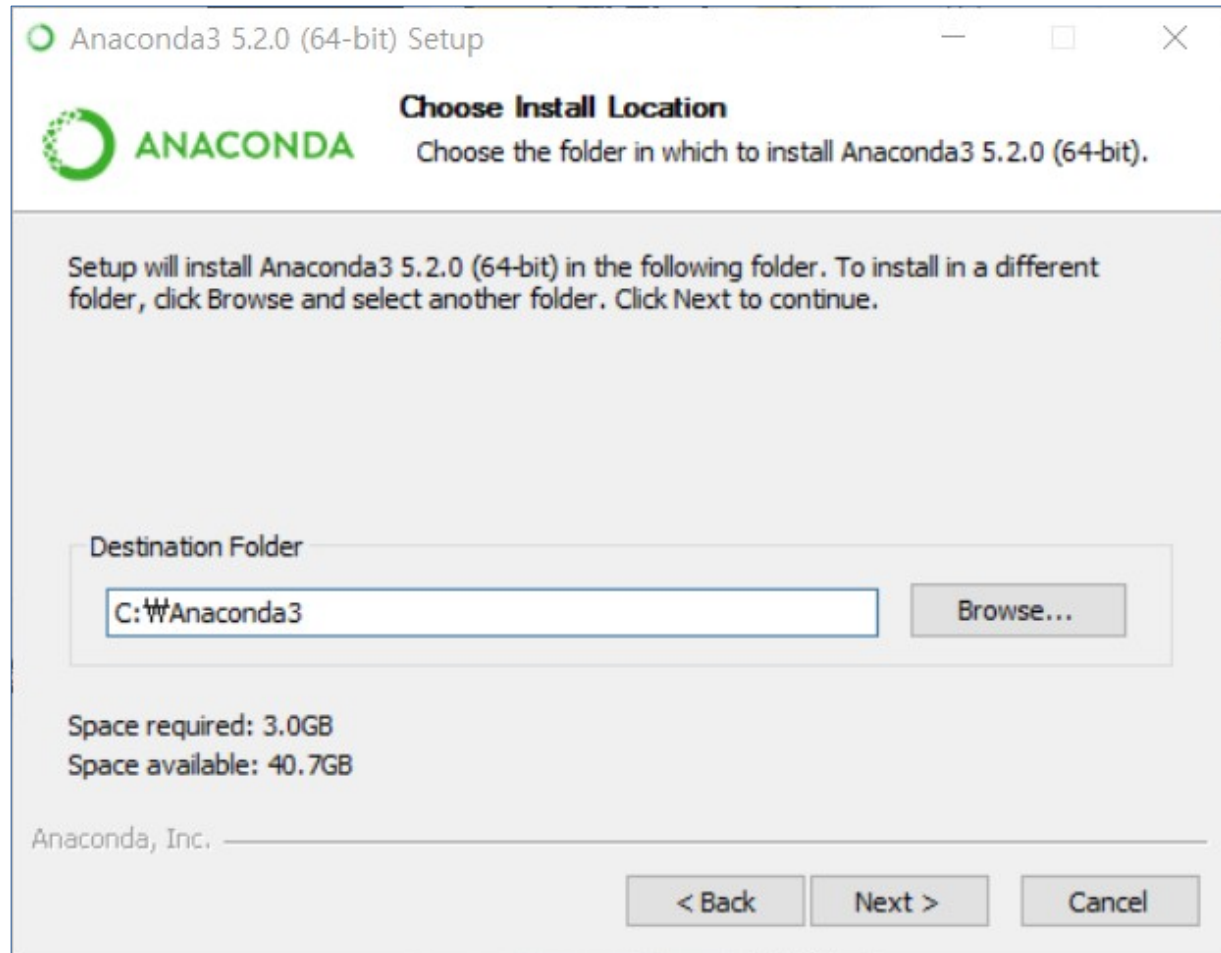 Anaconda3 5.2.0 (64-bit) Setup
ANACONDA
Choose Install Location
Choose the folder in which to install Anaconda3 5.2.0 (64-bit).
Setup will install Anaconda3 5.2.0 (64-bit) in the following folder. To install in a different
folder, click Browse and select another folder. Click Next to continue.
Destination Folder
C:₩Anaconda3
Browse...
Space required: 3.0GB
Space available: 40.7GB
Anaconda, Inc.
< Back
Next >
Cancel